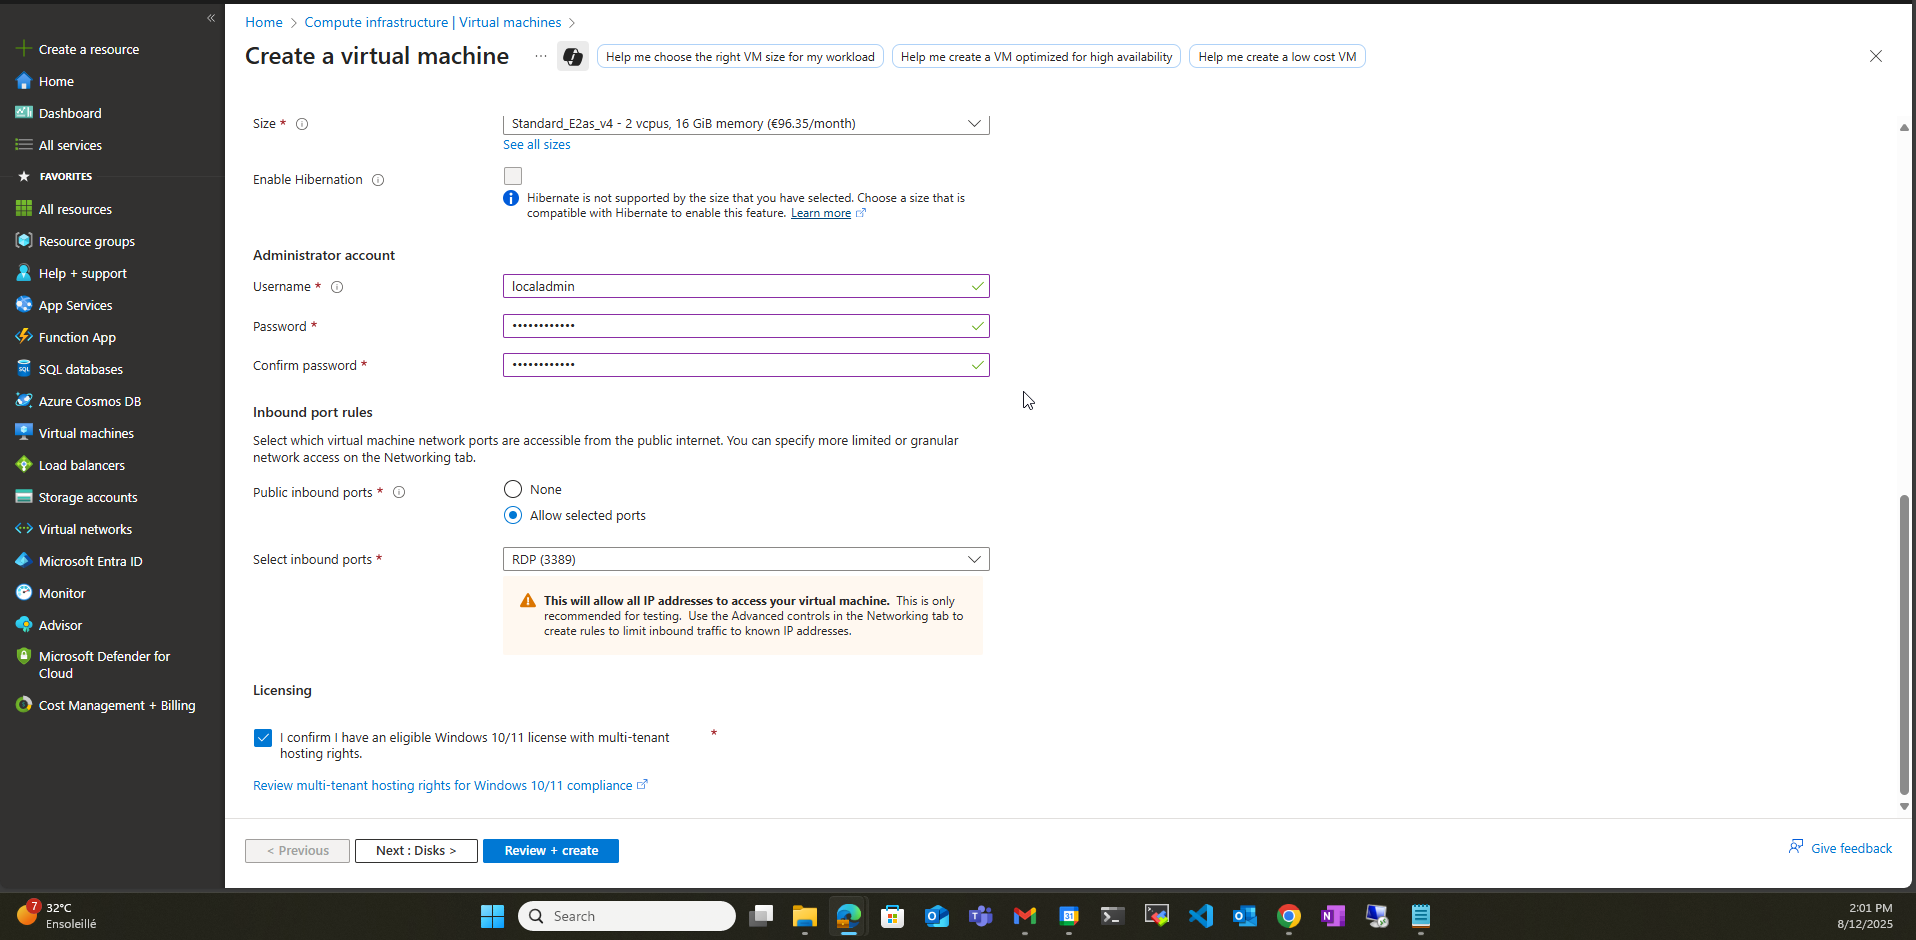 «
Create a resource
Home
Dashboard
All services
FAVORITES
All resources
Resource groups
Help + support
App Services
Function App
SQL databases
Azure Cosmos DB
Virtual machines
Load balancers
Storage accounts
Virtual networks
Microsoft Entra ID
Monitor
Advisor
Microsoft Defender for
Cloud
Cost Management + Billing
Home > Compute infrastructure | Virtual machines >
Create a virtual machine ... Help me choose the right VM size for my workload Help me create a VM optimized for high availability Help me create a low cost VM
Size * Standard_E2as_v4 - 2 vcpus, 16 GiB memory (€96.35/month)
See all sizes
Enable Hibernation
Hibernate is not supported by the size that you have selected. Choose a size that is
compatible with Hibernate to enable this feature. Learn more
Administrator account
Username * localadmin
Password * ••••••••••••
Confirm password * ••••••••••••
Inbound port rules
Select which virtual machine network ports are accessible from the public internet. You can specify more limited or granular
network access on the Networking tab.
Public inbound ports * None
Allow selected ports
Select inbound ports * RDP (3389)
This will allow all IP addresses to access your virtual machine. This is only
recommended for testing. Use the Advanced controls in the Networking tab to
create rules to limit inbound traffic to known IP addresses.
Licensing
I confirm I have an eligible Windows 10/11 license with multi-tenant *
hosting rights.
Review multi-tenant hosting rights for Windows 10/11 compliance
< Previous Next : Disks > Review + create Give feedback
7 32°C
Ensoleillé
Search
31
2:01 PM
8/12/2025